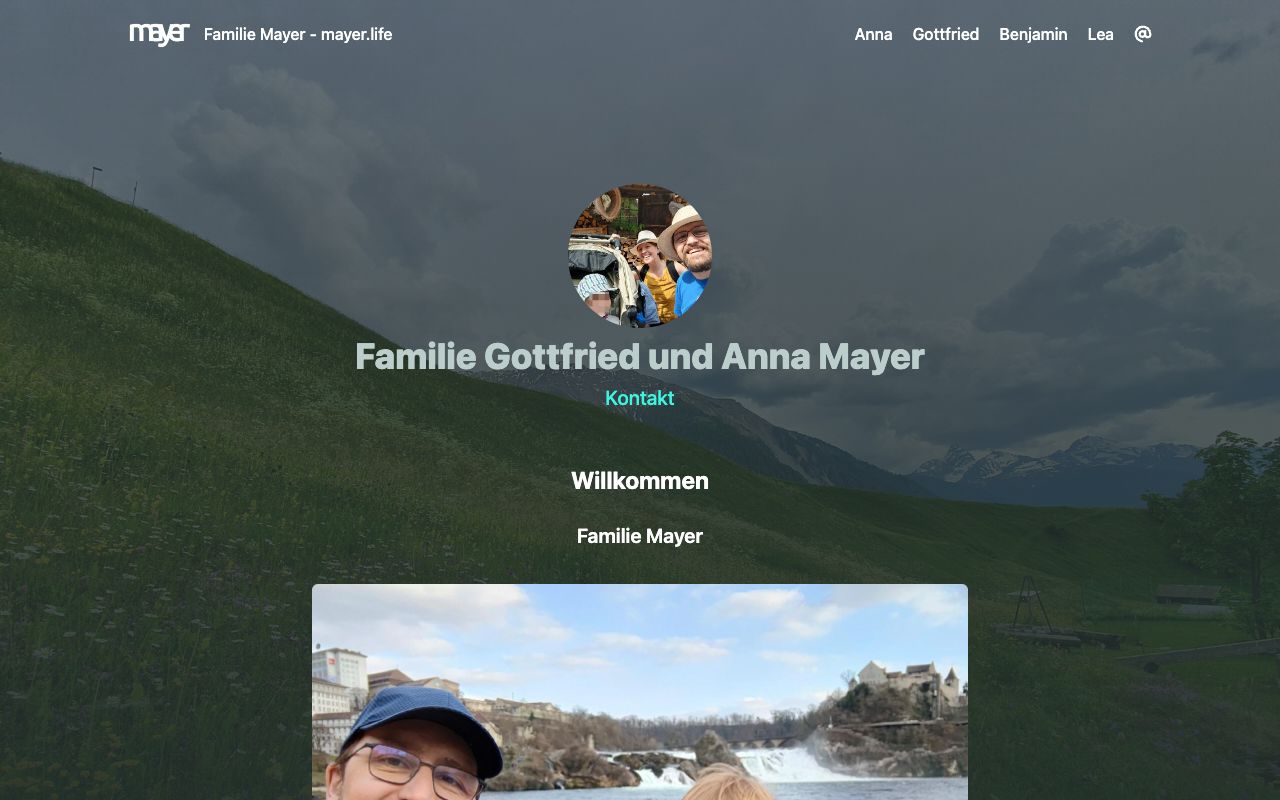 mayer
Familie Mayer - mayer.life
Anna
Gottfried
Benjamin
Lea
@
Familie Gottfried und Anna Mayer
Kontakt
Willkommen
Familie Mayer